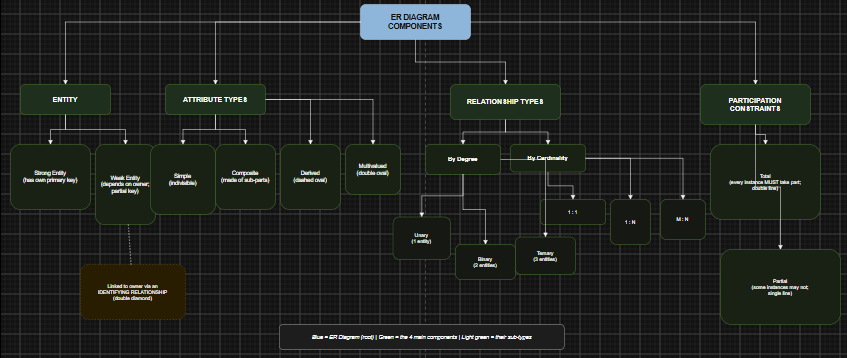 ER DIAGRAM
COMPONENTS
ENTITY
ATTRIBUTE TYPES
RELATIONSHIP TYPES
PARTICIPATION
CONSTRAINTS
Strong Entity
(has own primary key)
Weak Entity
(depends on owner;
partial key)
Simple
(indivisible)
Composite
(made of sub-parts)
Derived
(dashed oval)
Multivalued
(double oval)
By Degree
By Cardinality
Total
(every instance MUST take part;
double line)
1 : 1
1 : N
M : N
Unary
(1 entity)
Binary
(2 entities)
Ternary
(3 entities)
Linked to owner via an
IDENTIFYING RELATIONSHIP
(double diamond)
Partial
(some instances may not;
single line)
Blue = ER Diagram (root) | Green = the 4 main components | Light green = their sub-types